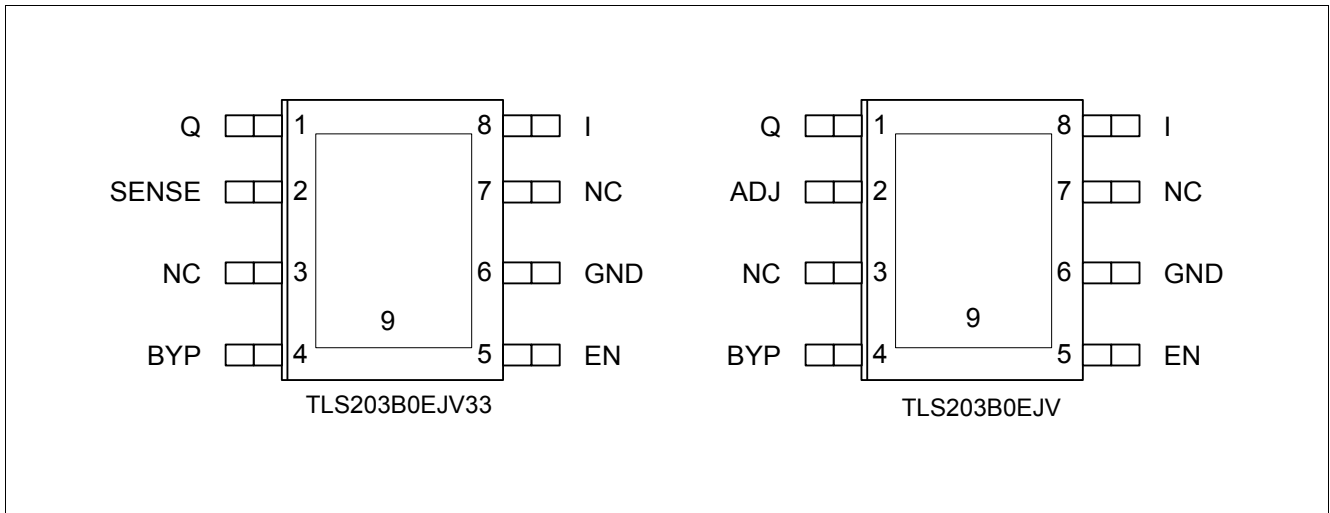 Q 1 8 I
SENSE 2 7 NC
NC 3 6 GND
9
BYP 4 5 EN
TLS203B0EJV33
Q 1 8 I
ADJ 2 7 NC
NC 3 6 GND
9
BYP 4 5 EN
TLS203B0EJV